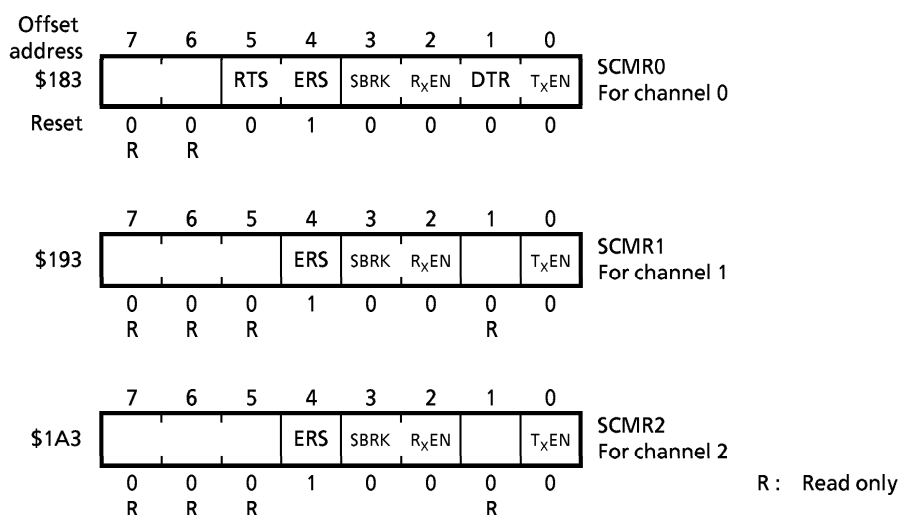 Offset
address 7 6 5 4 3 2 1 0
$183 RTS ERS SBRK RXEN DTR TXEN SCMR0
For channel 0
Reset 0 0 0 1 0 0 0 0
R R
7 6 5 4 3 2 1 0
$193 ERS SBRK RXEN TXEN SCMR1
For channel 1
0 0 0 1 0 0 0 0
R R R R
7 6 5 4 3 2 1 0
$1A3 ERS SBRK RXEN TXEN SCMR2
For channel 2
0 0 0 1 0 0 0 0 R : Read only
R R R R